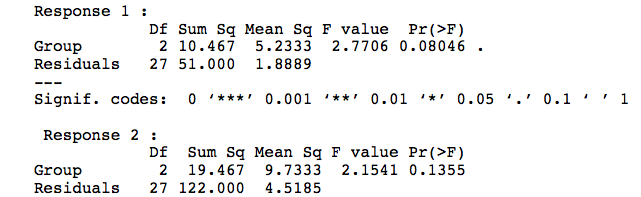 Response 1 :
Df Sum Sq Mean Sq F value Pr(>F)
Group 2 10.467 5.2333 2.7706 0.08046 .
Residuals 27 51.000 1.8889
---
Signif. codes: 0 ‘***’ 0.001 ‘**’ 0.01 ‘*’ 0.05 ‘.’ 0.1 ‘ ’ 1
Response 2 :
Df Sum Sq Mean Sq F value Pr(>F)
Group 2 19.467 9.7333 2.1541 0.1355
Residuals 27 122.000 4.5185